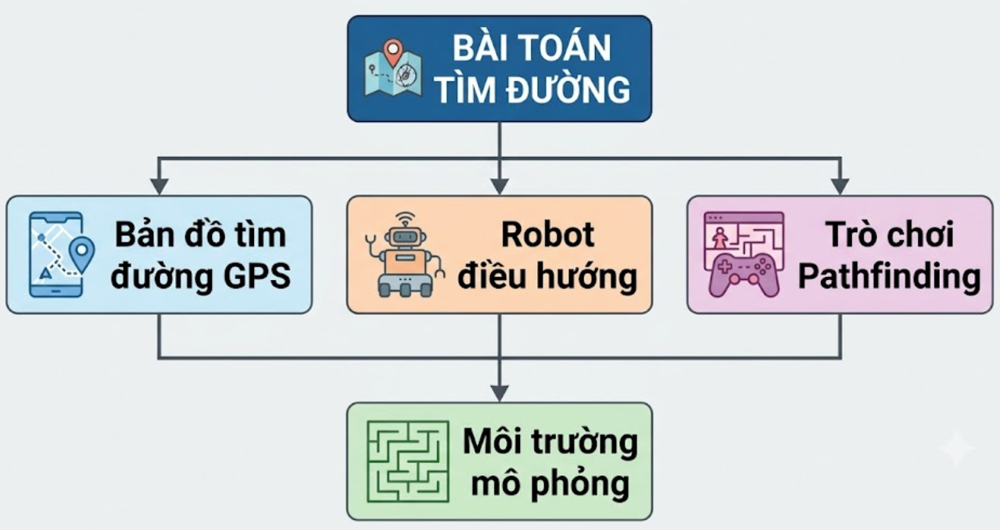 BÀI TOÁN
TÌM ĐƯỜNG
Bản đồ tìm
đường GPS
Robot
điều hướng
Trò chơi
Pathfinding
Môi trường
mô phỏng